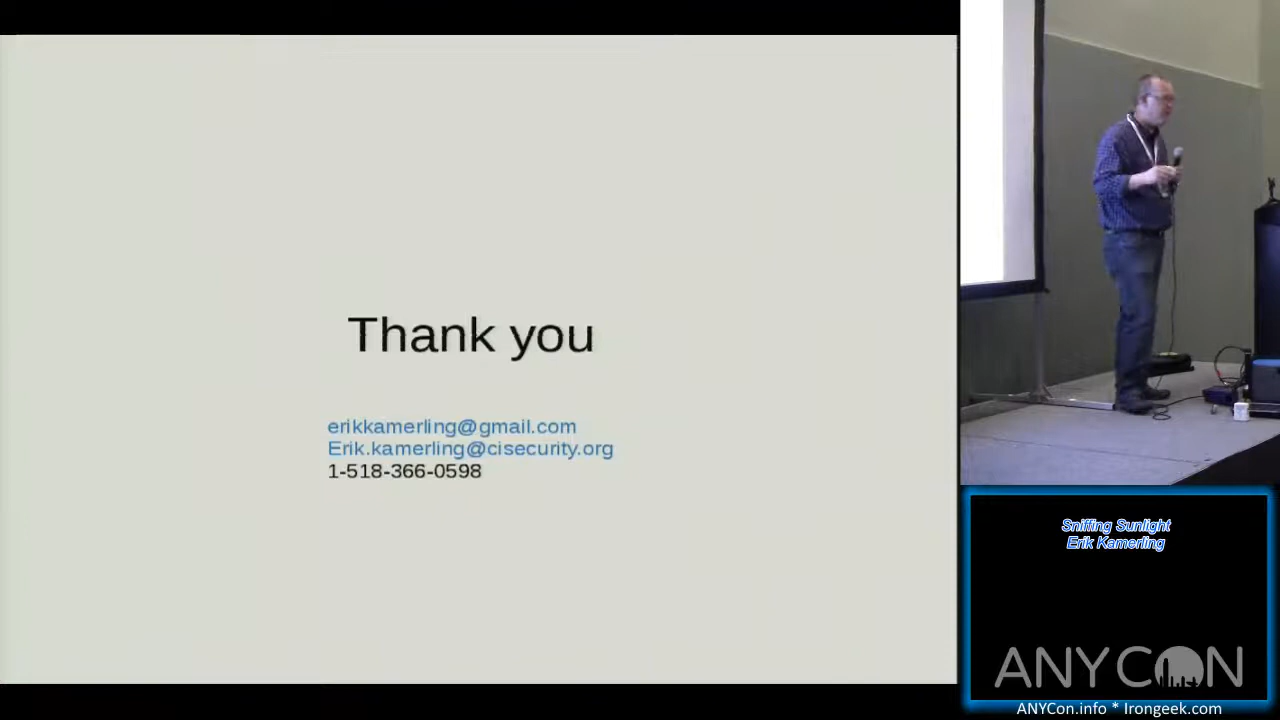 Thank you
erikkamerling@gmail.com
Erik.kamerling@cisecurity.org
1-518-366-0598
Sniffing Sunlight
Erik Kamerling
ANYCON
ANYCon.info * Irongeek.com